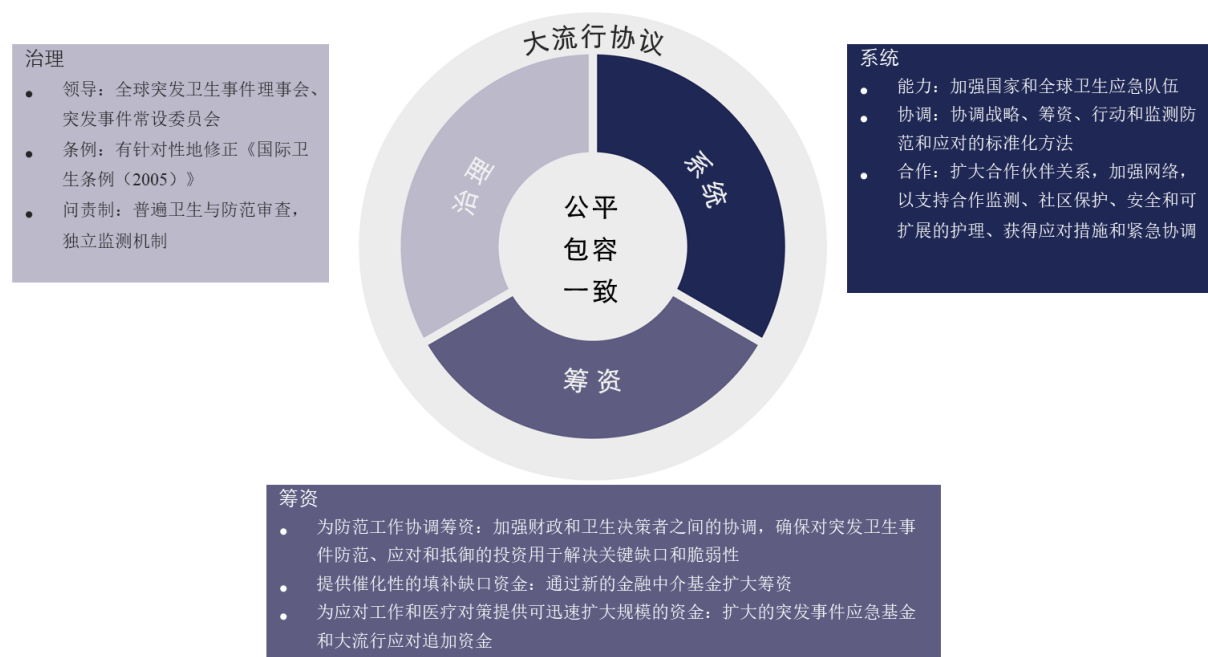 大流行协议
治理
• 领导：全球突发卫生事件理事会、
突发事件常设委员会
• 条例：有针对性地修正《国际卫
生条例（2005）》
• 问责制：普遍卫生与防范审查，
独立监测机制
系统
• 能力：加强国家和全球卫生应急队伍
• 协调：协调战略、筹资、行动和监测防
范和应对的标准化方法
• 合作：扩大合作伙伴关系，加强网络，
以支持合作监测、社区保护、安全和可
扩展的护理、获得应对措施和紧急协调
治理
系统
公平
包容
一致
筹资
筹资
• 为防范工作协调筹资：加强财政和卫生决策者之间的协调，确保对突发卫生事
件防范、应对和抵御的投资用于解决关键缺口和脆弱性
• 提供催化性的填补缺口资金：通过新的金融中介基金扩大筹资
• 为应对工作和医疗对策提供可迅速扩大规模的资金：扩大的突发事件应急基金
和大流行应对追加资金